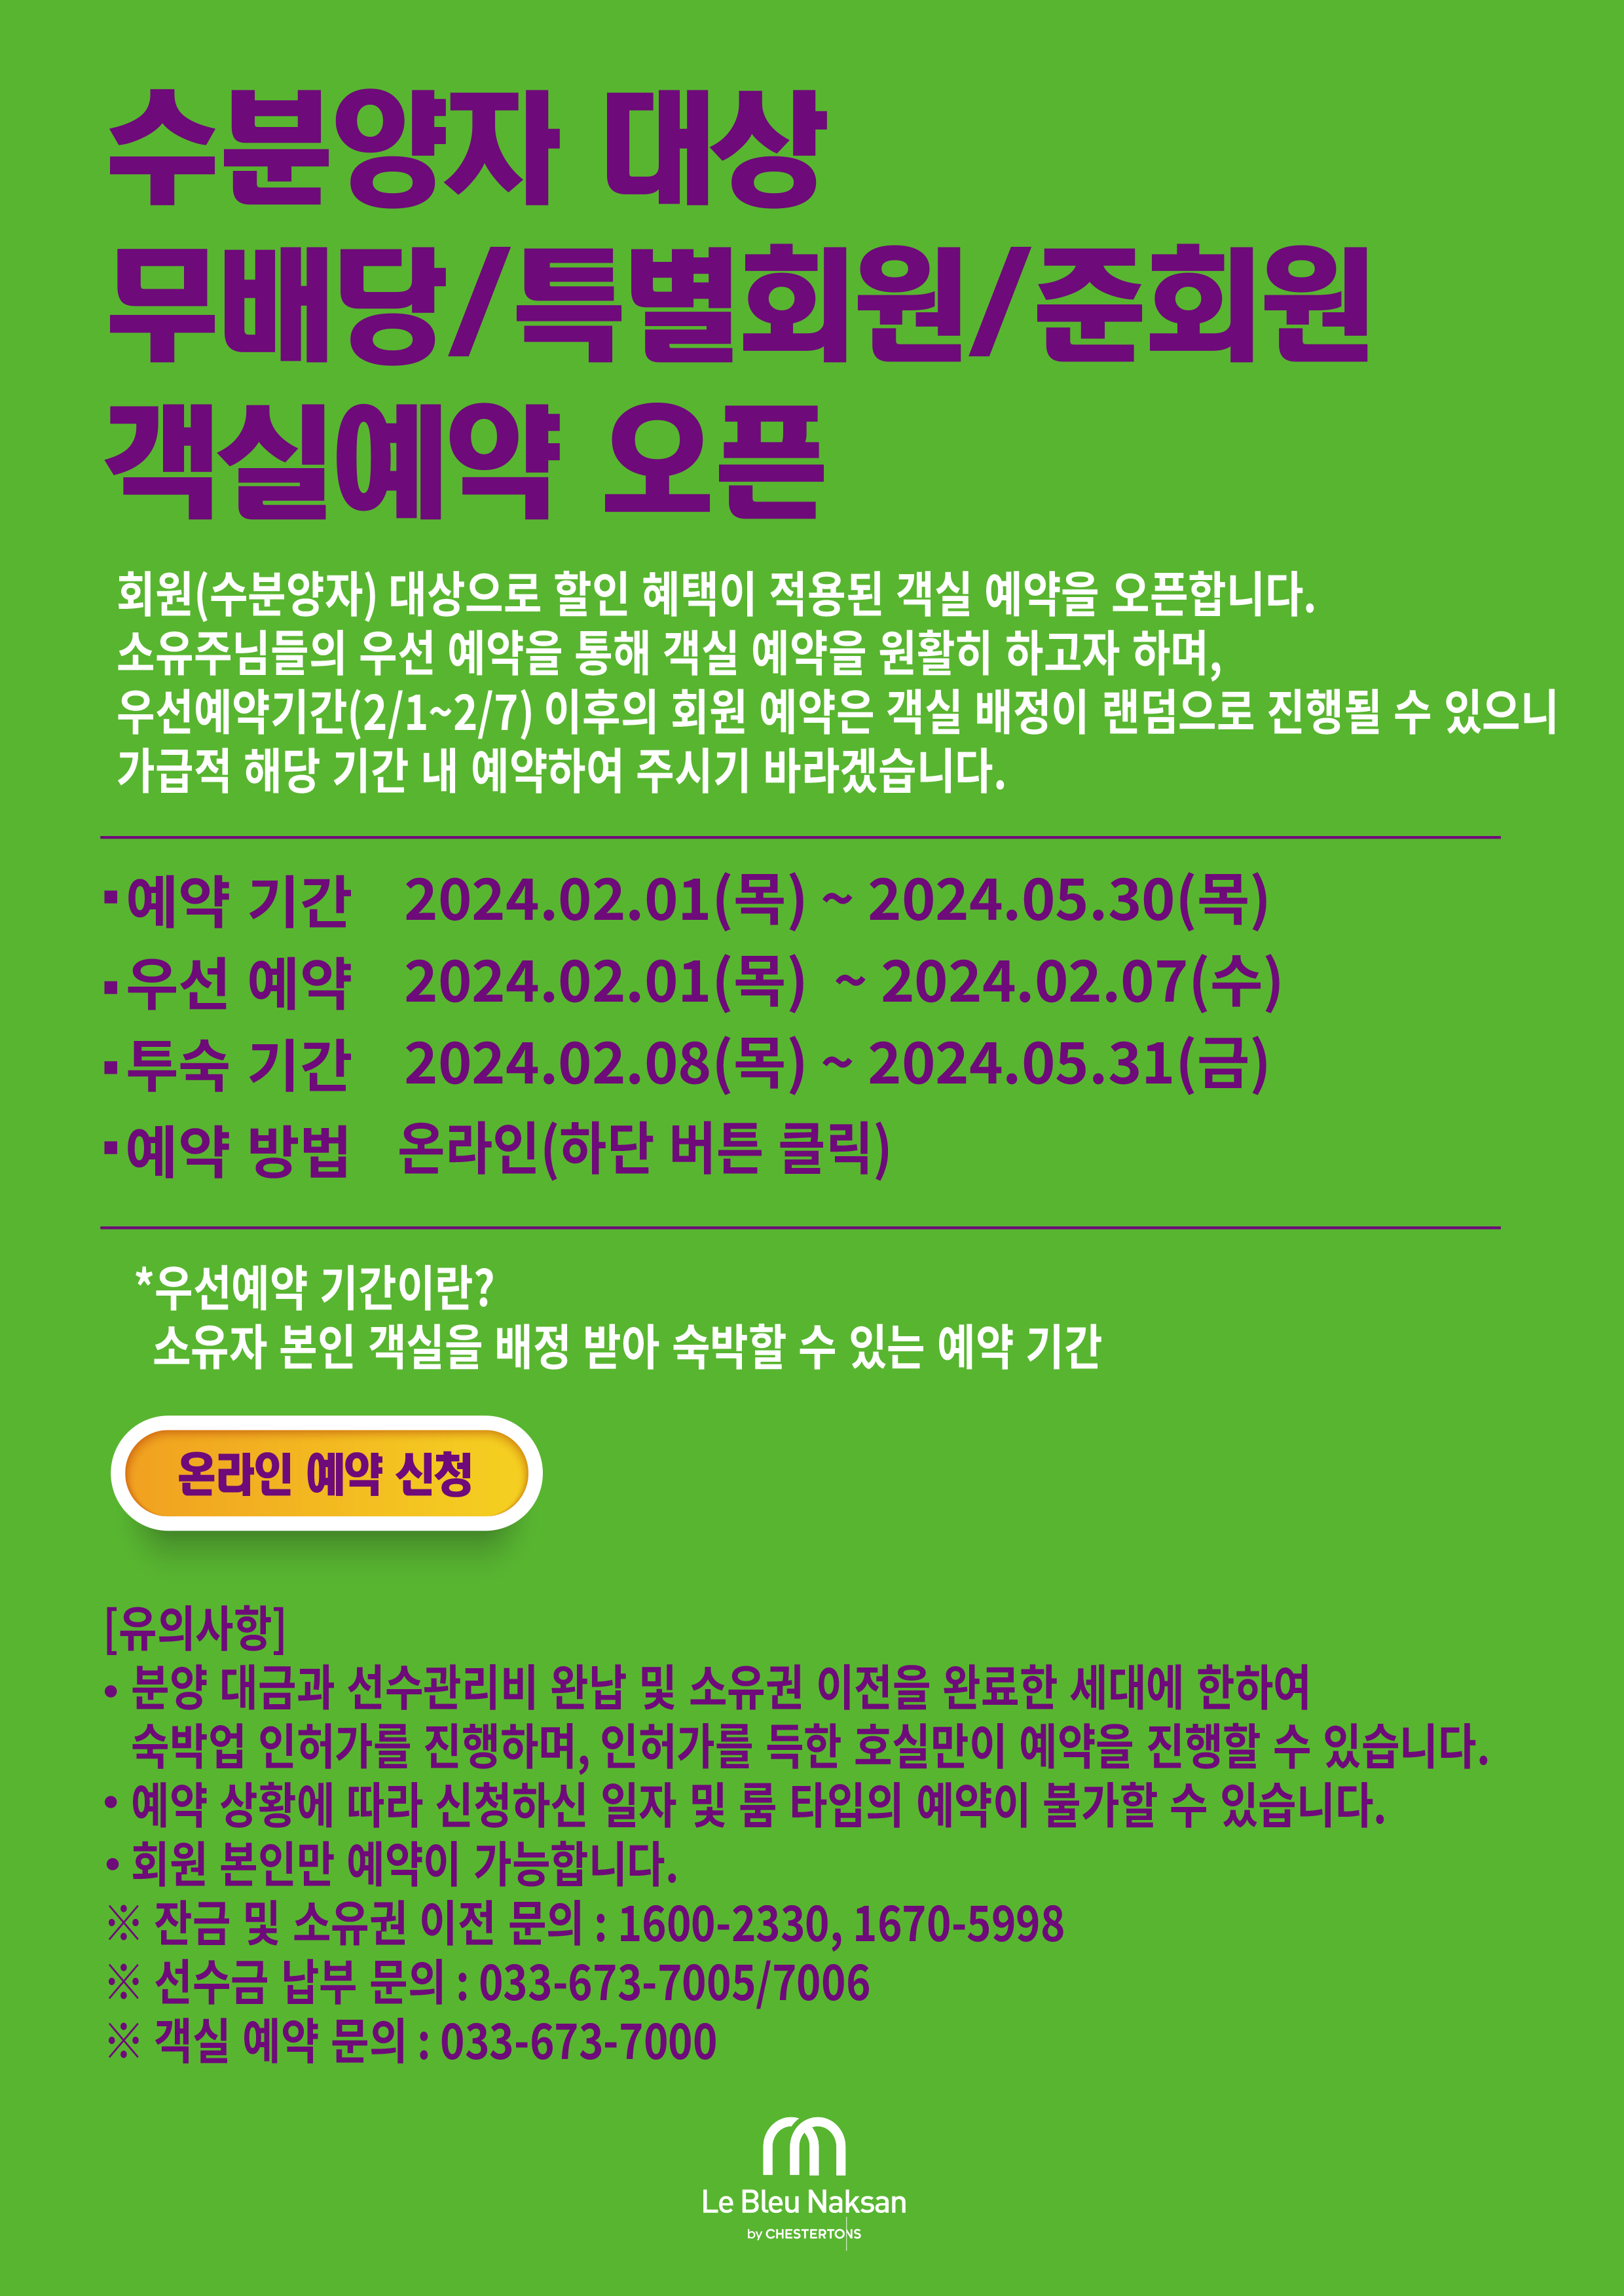 수분양자 대상
무배당/특별회원/준회원
객실예약 오픈
회원(수분양자) 대상으로 할인 혜택이 적용된 객실 예약을 오픈합니다.
소유주님들의 우선 예약을 통해 객실 예약을 원활히 하고자 하며,
우선예약기간(2/1~2/7) 이후의 회원 예약은 객실 배정이 랜덤으로 진행될 수 있으니
가급적 해당 기간 내 예약하여 주시기 바라겠습니다.
▪예약 기간 2024.02.01(목) ~ 2024.05.30(목)
▪우선 예약 2024.02.01(목) ~ 2024.02.07(수)
▪투숙 기간 2024.02.08(목) ~ 2024.05.31(금)
▪예약 방법 온라인(하단 버튼 클릭)
*우선예약 기간이란?
소유자 본인 객실을 배정 받아 숙박할 수 있는 예약 기간
온라인 예약 신청
[유의사항]
• 분양 대금과 선수관리비 완납 및 소유권 이전을 완료한 세대에 한하여
숙박업 인허가를 진행하며, 인허가를 득한 호실만이 예약을 진행할 수 있습니다.
• 예약 상황에 따라 신청하신 일자 및 룸 타입의 예약이 불가할 수 있습니다.
• 회원 본인만 예약이 가능합니다.
※ 잔금 및 소유권 이전 문의 : 1600-2330, 1670-5998
※ 선수금 납부 문의 : 033-673-7005/7006
※ 객실 예약 문의 : 033-673-7000
Le Bleu Naksan
by CHESTERTONS